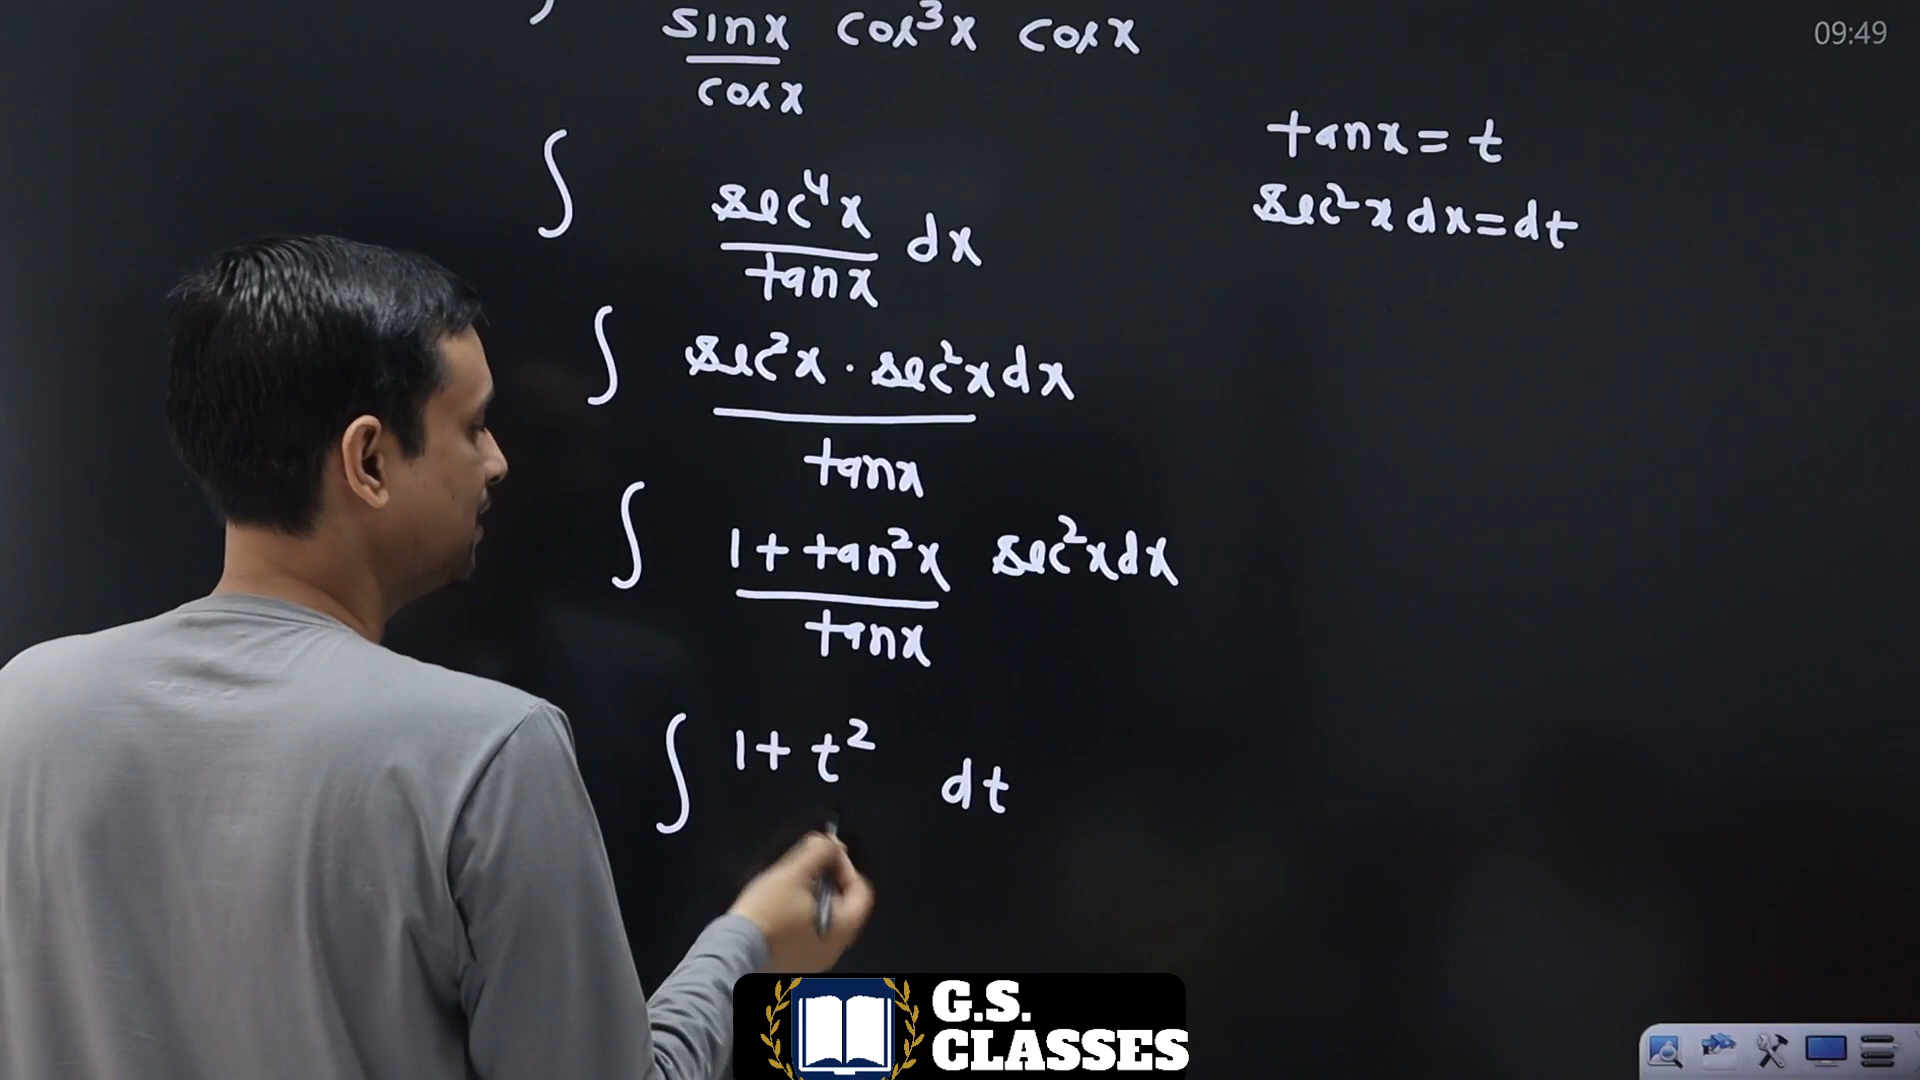 09:49
∫ sinx/cosx cos³x cosx
∫ sec⁴x/tanx dx
tanx = t
sec²x dx = dt
∫ sec²x · sec²x dx/tanx
∫ 1 + tan²x/tanx sec²x dx
∫ 1 + t² dt
G.S.
CLASSES